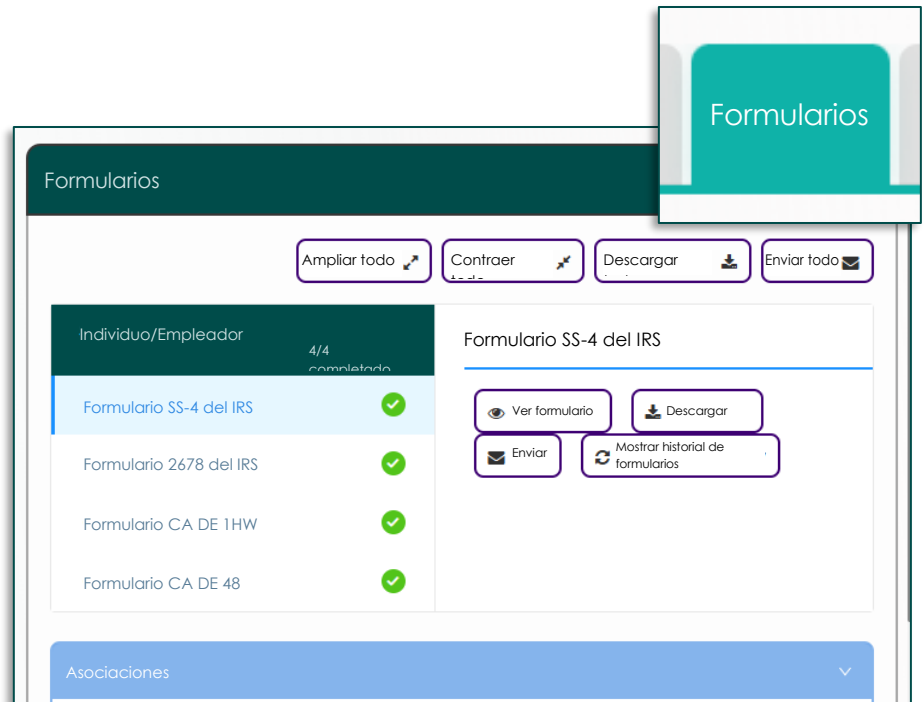 Formularios
Formularios
Ampliar todo
Contraer
Descargar
Enviar todo
Individuo/Empleador
4/4
completado
Formulario SS-4 del IRS
Formulario 2678 del IRS
Formulario CA DE 1HW
Formulario CA DE 48
Formulario SS-4 del IRS
Ver formulario
Descargar
Enviar
Mostrar historial de
formularios
Asociaciones